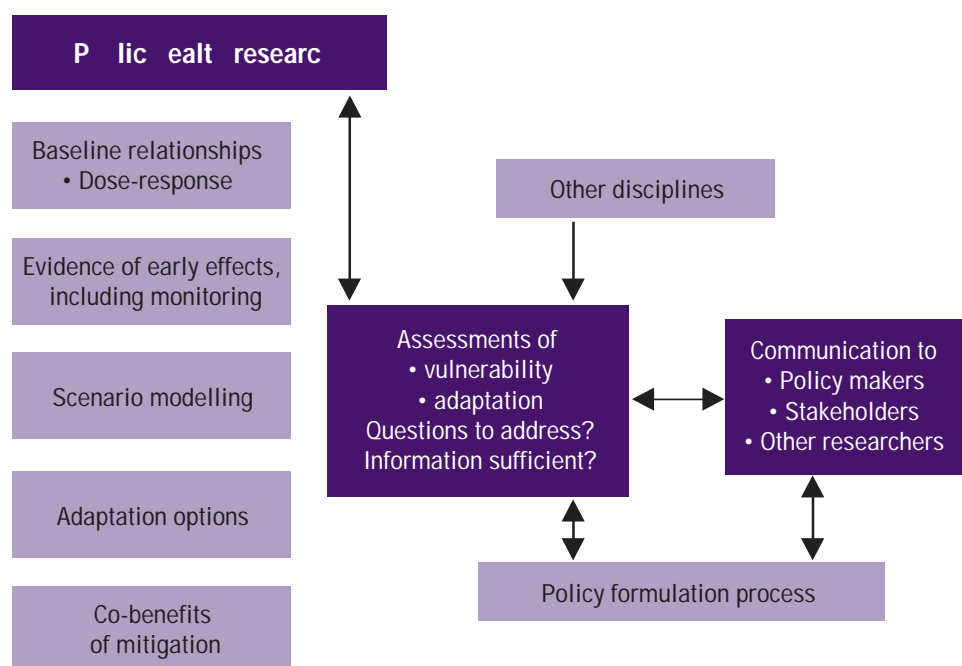 P lic ealt researc
Baseline relationships
• Dose-response
Evidence of early effects,
including monitoring
Scenario modelling
Adaptation options
Co-benefits
of mitigation
Other disciplines
Assessments of
• vulnerability
• adaptation
Questions to address?
Information sufficient?
Communication to
• Policy makers
• Stakeholders
• Other researchers
Policy formulation process